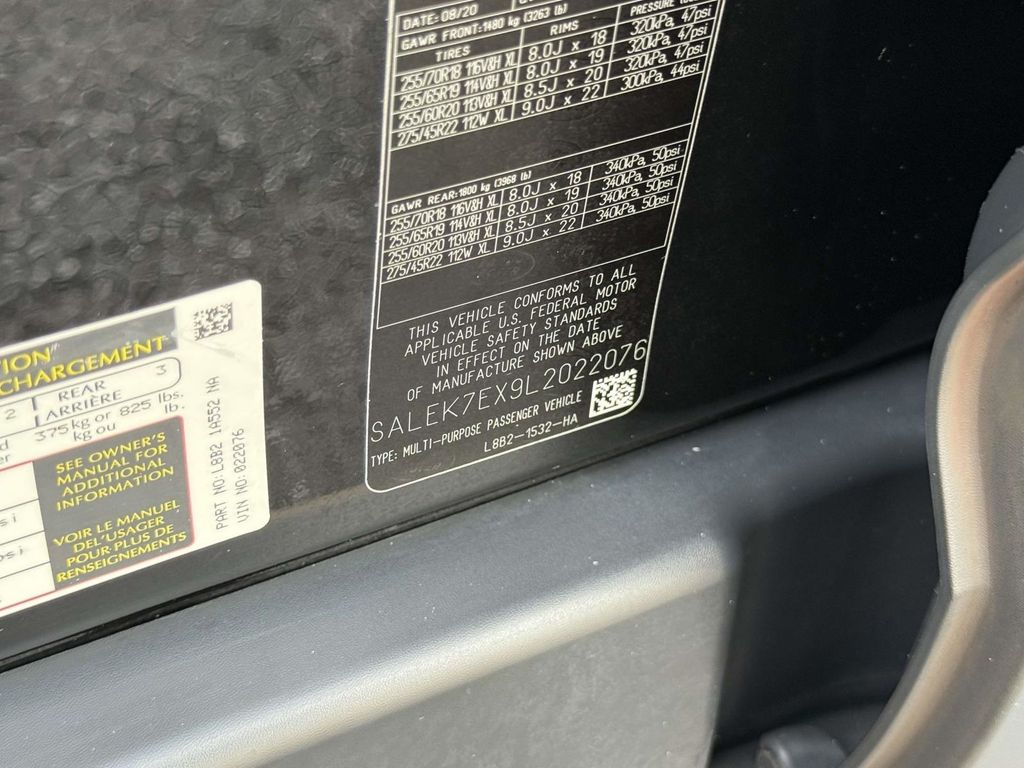 DATE: 08/20
GAWR FRONT: 1480 kg (3263 lb)
TIRES RIMS PRESSURE
255/70R18 116V&H XL 8.0J x 18 320kPa, 47psi
255/65R19 114V&H XL 8.0J x 19 320kPa, 47psi
255/60R20 113V&H XL 8.5J x 20 320kPa, 47psi
275/45R22 112W XL 9.0J x 22 300kPa, 44psi
GAWR REAR: 1800 kg (3968 lb)
255/70R18 116V&H XL 8.0J x 18 340kPa, 50psi
255/65R19 114V&H XL 8.0J x 19 340kPa, 50psi
255/60R20 113V&H XL 8.5J x 20 340kPa, 50psi
275/45R22 112W XL 9.0J x 22 340kPa, 50psi
THIS VEHICLE CONFORMS TO ALL
APPLICABLE U.S. FEDERAL MOTOR
VEHICLE SAFETY STANDARDS
IN EFFECT ON THE DATE
OF MANUFACTURE SHOWN ABOVE
SALEK7EX9L2022076
TYPE: MULTI-PURPOSE PASSENGER VEHICLE
L8B2-1532-HA
CHARGEMENT
2 REAR 3
ARRIÈRE
375 kg or 825 lbs.
kg ou lb.
SEE OWNER'S
MANUAL FOR
ADDITIONAL
INFORMATION
VOIR LE MANUEL
DEL'USAGER
POUR PLUS DE
RENSEIGNEMENTS
PART NO: L8B2 1A552 HA
VIN NO: 022076